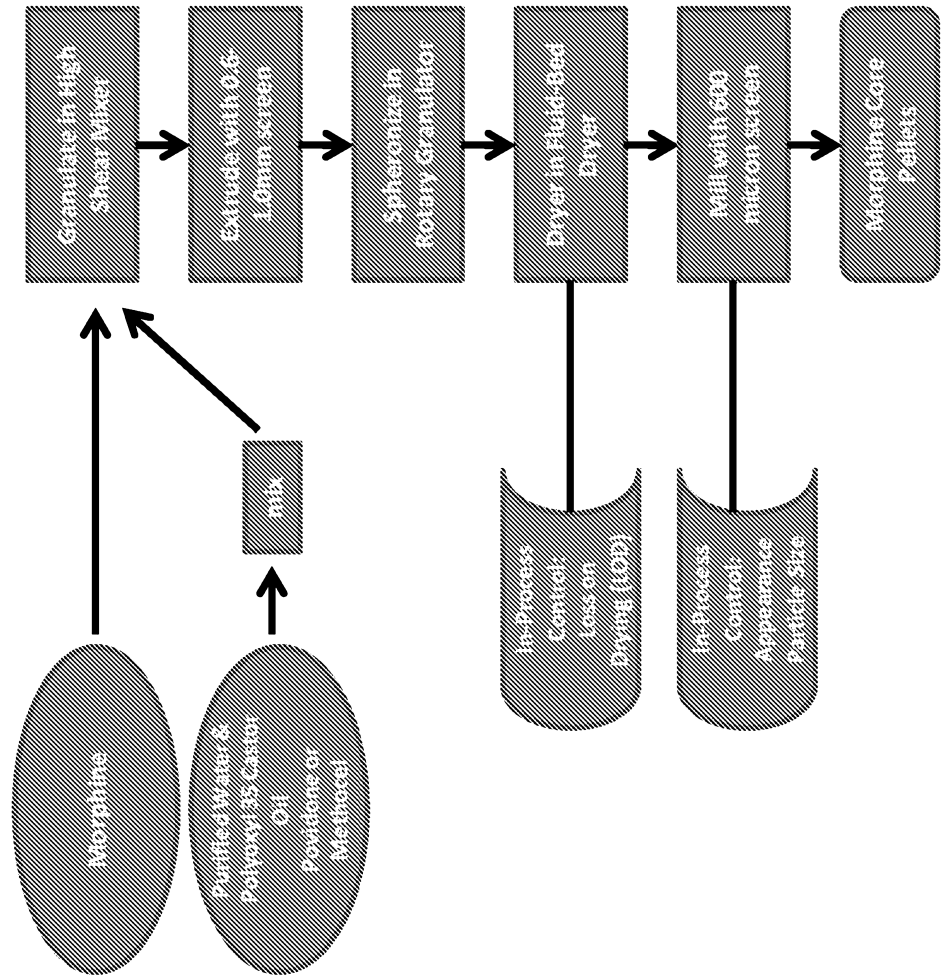 Morphine
Purified Water &
Polyoxyl 35 Castor
Oil
Povidone or
Methocel
mix
Granulate in High
Shear Mixer
Extrude with 0.6-
1.0mm screen
Spheronize in
Rotary Granulator
Dryer in Fluid-Bed
Dryer
Mill with 600
micron screen
Morphine Core
Pellets
In-Process
Control:
Loss on
Drying (LOD)
In-Process
Control:
Appearance
Particle Size